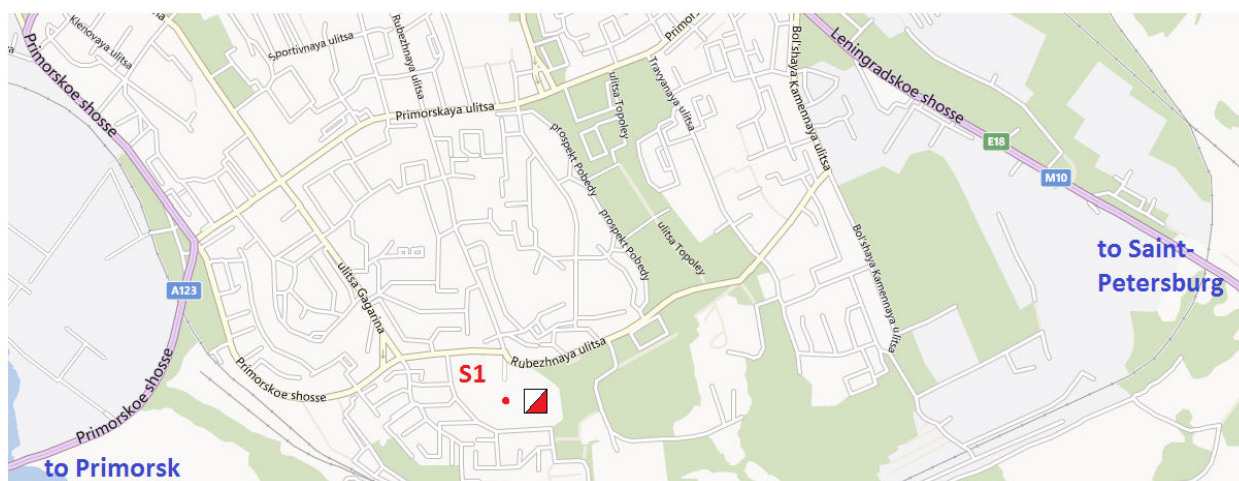 Klenovaya ulitsa
Primorskoe shosse
Sportivnaya ulitsa
Rubezhnaya ulitsa
Primorskaya ulitsa
ulitsa Topoley
Travyanaya ulitsa
Bol'shaya Kamennaya ulitsa
Leningradskoe shosse
E18
M10
prospekt Pobedy
prospekt Pobedy
ulitsa Topoley
Bol'shaya Kamennaya ulitsa
to Saint-
Petersburg
A123
ulitsa Gagarina
Primorskoe shosse
Rubezhnaya ulitsa
S1
Primorskoe shosse
to Primorsk